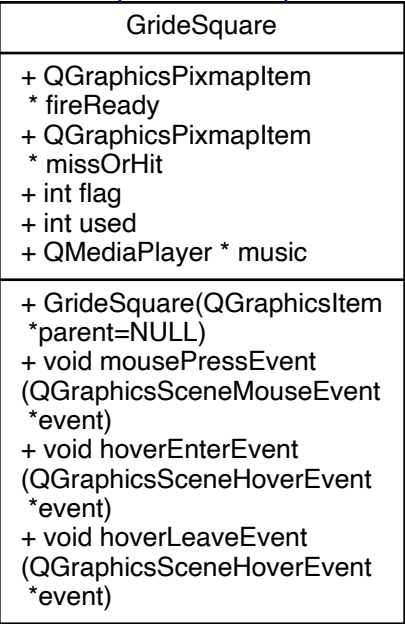 GrideSquare
+ QGraphicsPixmapItem
* fireReady
+ QGraphicsPixmapItem
* missOrHit
+ int flag
+ int used
+ QMediaPlayer * music
+ GrideSquare(QGraphicsItem
*parent=NULL)
+ void mousePressEvent
(QGraphicsSceneMouseEvent
*event)
+ void hoverEnterEvent
(QGraphicsSceneHoverEvent
*event)
+ void hoverLeaveEvent
(QGraphicsSceneHoverEvent
*event)